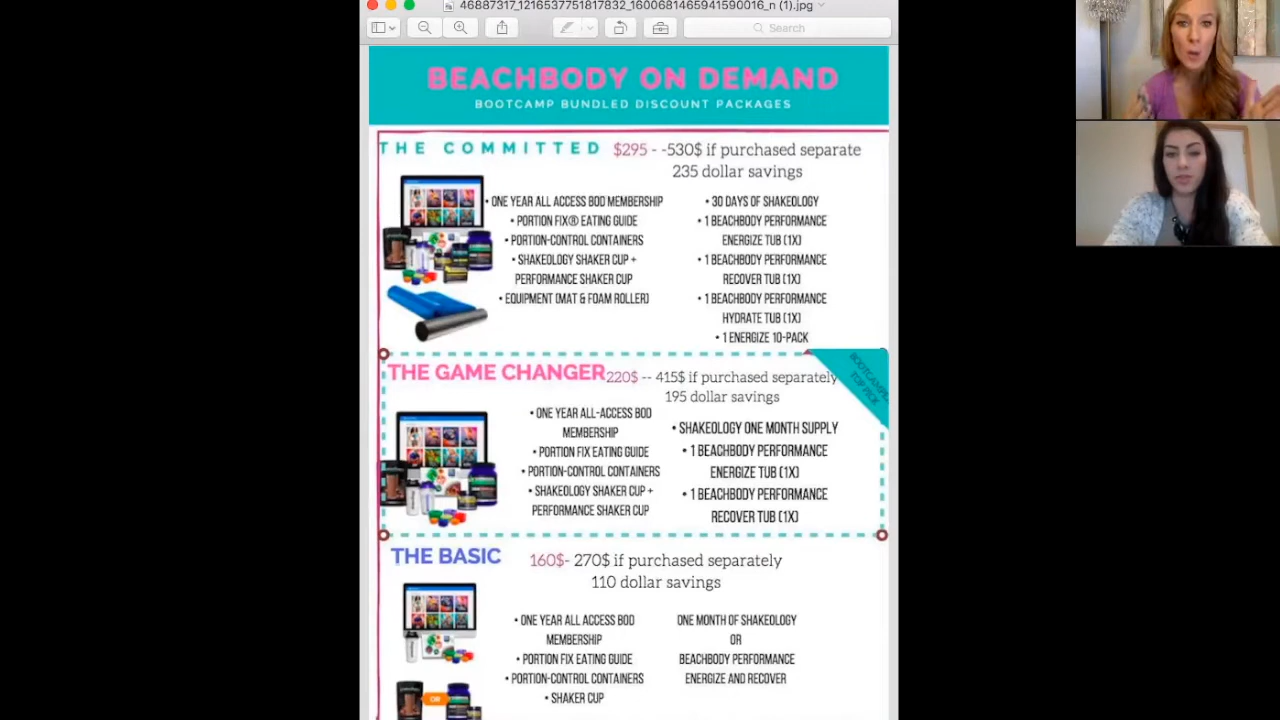 46887317_1216537751817832_1600681465941590016_n (1).jpg
Search
BEACHBODY ON DEMAND
BOOTCAMP BUNDLED DISCOUNT PACKAGES
THE COMMITTED $295 - -530$ if purchased separate
235 dollar savings
• ONE YEAR ALL ACCESS BOD MEMBERSHIP
• PORTION FIX® EATING GUIDE
• PORTION-CONTROL CONTAINERS
• SHAKEOLOGY SHAKER CUP +
PERFORMANCE SHAKER CUP
• EQUIPMENT (MAT & FOAM ROLLER)
• 30 DAYS OF SHAKEOLOGY
• 1 BEACHBODY PERFORMANCE
ENERGIZE TUB (1X)
• 1 BEACHBODY PERFORMANCE
RECOVER TUB (1X)
• 1 BEACHBODY PERFORMANCE
HYDRATE TUB (1X)
• 1 ENERGIZE 10-PACK
THE GAME CHANGER 220$ -- 415$ if purchased separately
195 dollar savings
BOOTCAMPER
TOP PICK
• ONE YEAR ALL-ACCESS BOD
MEMBERSHIP
• PORTION FIX EATING GUIDE
• PORTION-CONTROL CONTAINERS
• SHAKEOLOGY SHAKER CUP +
PERFORMANCE SHAKER CUP
• SHAKEOLOGY ONE MONTH SUPPLY
• 1 BEACHBODY PERFORMANCE
ENERGIZE TUB (1X)
• 1 BEACHBODY PERFORMANCE
RECOVER TUB (1X)
THE BASIC 160$- 270$ if purchased separately
110 dollar savings
• ONE YEAR ALL ACCESS BOD
MEMBERSHIP
• PORTION FIX EATING GUIDE
• PORTION-CONTROL CONTAINERS
• SHAKER CUP
ONE MONTH OF SHAKEOLOGY
OR
BEACHBODY PERFORMANCE
ENERGIZE AND RECOVER
OR